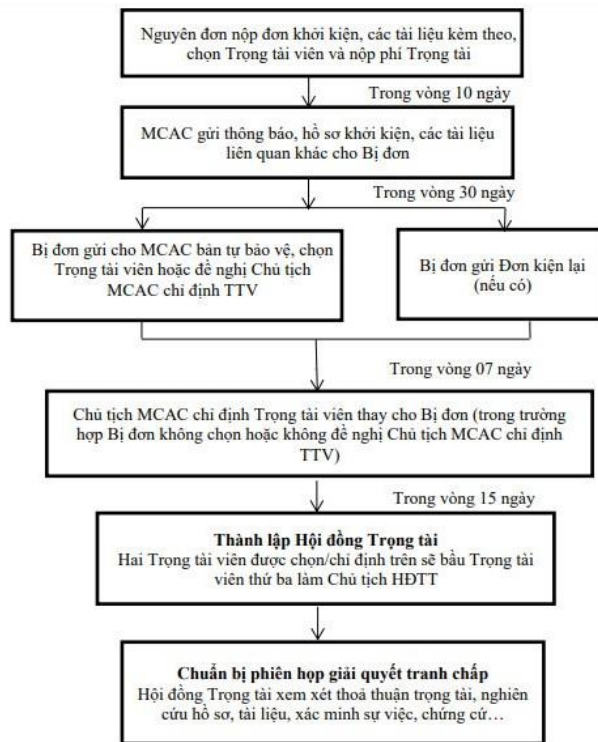 Nguyên đơn nộp đơn khởi kiện, các tài liệu kèm theo,
chọn Trọng tài viên và nộp phí Trọng tài
Trong vòng 10 ngày
MCAC gửi thông báo, hồ sơ khởi kiện, các tài liệu
liên quan khác cho Bị đơn
Trong vòng 30 ngày
Bị đơn gửi cho MCAC bản tự bảo vệ, chọn
Trọng tài viên hoặc đề nghị Chủ tịch
MCAC chỉ định TTV
Bị đơn gửi Đơn kiện lại
(nếu có)
Trong vòng 07 ngày
Chủ tịch MCAC chỉ định Trọng tài viên thay cho Bị đơn (trong trường
hợp Bị đơn không chọn hoặc không đề nghị Chủ tịch MCAC chỉ định
TTV)
Trong vòng 15 ngày
Thành lập Hội đồng Trọng tài
Hai Trọng tài viên được chọn/chỉ định trên sẽ bầu Trọng tài
viên thứ ba làm Chủ tịch HĐTT
Chuẩn bị phiên họp giải quyết tranh chấp
Hội đồng Trọng tài xem xét thoả thuận trọng tài, nghiên
cứu hồ sơ, tài liệu, xác minh sự việc, chứng cứ…